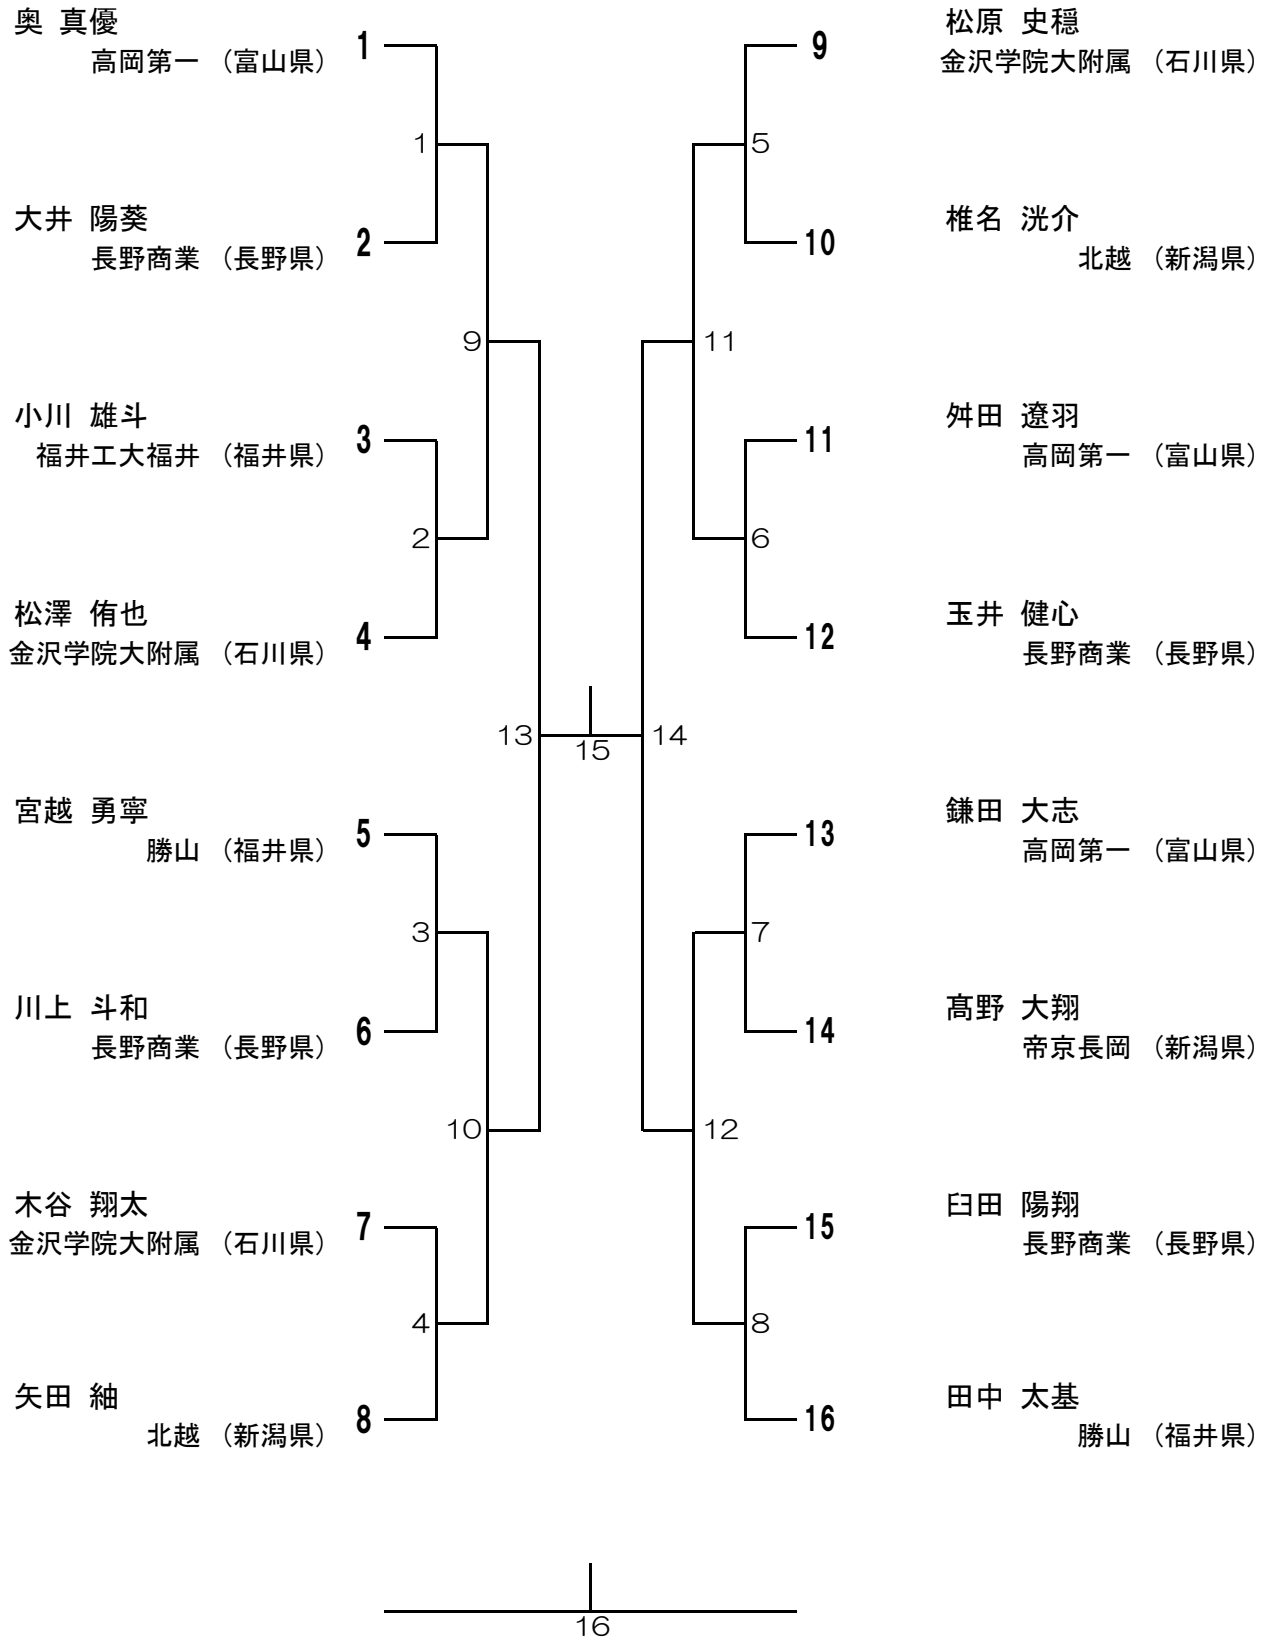 奥 真優
高岡第一 （富山県）
1
大井 陽葵
長野商業 （長野県）
2
小川 雄斗
福井工大福井 （福井県）
3
松澤 侑也
金沢学院大附属 （石川県）
4
宮越 勇寧
勝山 （福井県）
5
川上 斗和
長野商業 （長野県）
6
木谷 翔太
金沢学院大附属 （石川県）
7
矢田 紬
北越 （新潟県）
8
1
2
3
4
9
10
13
15
14
11
12
5
6
7
8
9
松原 史穏
金沢学院大附属 （石川県）
10
椎名 洸介
北越 （新潟県）
11
舛田 遼羽
高岡第一 （富山県）
12
玉井 健心
長野商業 （長野県）
13
鎌田 大志
高岡第一 （富山県）
14
髙野 大翔
帝京長岡 （新潟県）
15
臼田 陽翔
長野商業 （長野県）
16
田中 太基
勝山 （福井県）
16